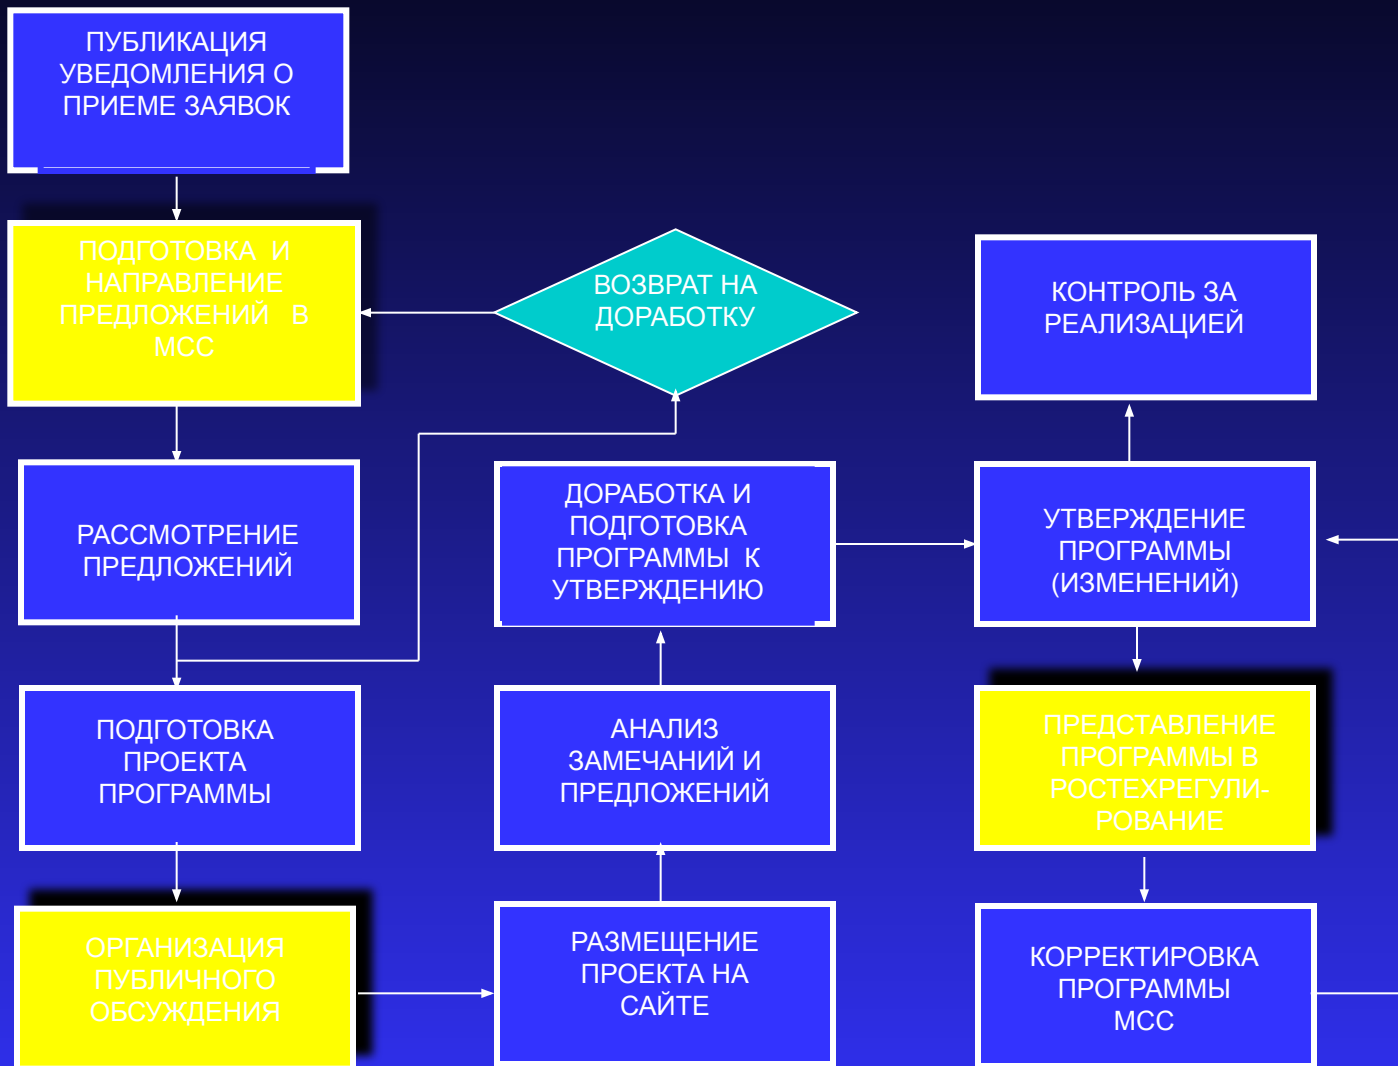 ПУБЛИКАЦИЯ
УВЕДОМЛЕНИЯ О
ПРИЕМЕ ЗАЯВОК
ПОДГОТОВКА И
НАПРАВЛЕНИЕ
ПРЕДЛОЖЕНИЙ В
МСС
ВОЗВРАТ НА
ДОРАБОТКУ
КОНТРОЛЬ ЗА
РЕАЛИЗАЦИЕЙ
РАССМОТРЕНИЕ
ПРЕДЛОЖЕНИЙ
ДОРАБОТКА И
ПОДГОТОВКА
ПРОГРАММЫ К
УТВЕРЖДЕНИЮ
УТВЕРЖДЕНИЕ
ПРОГРАММЫ
(ИЗМЕНЕНИЙ)
ПОДГОТОВКА
ПРОЕКТА
ПРОГРАММЫ
АНАЛИЗ
ЗАМЕЧАНИЙ И
ПРЕДЛОЖЕНИЙ
ПРЕДСТАВЛЕНИЕ
ПРОГРАММЫ В
РОСТЕХРЕГУЛИ-
РОВАНИЕ
ОРГАНИЗАЦИЯ
ПУБЛИЧНОГО
ОБСУЖДЕНИЯ
РАЗМЕЩЕНИЕ
ПРОЕКТА НА
САЙТЕ
КОРРЕКТИРОВКА
ПРОГРАММЫ
МСС